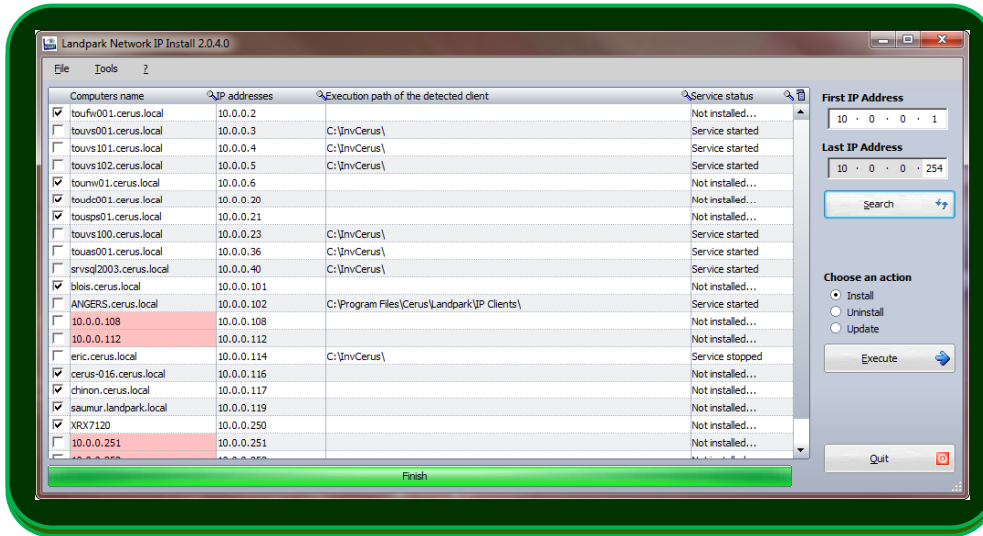 Landpark Network IP Install 2.0.4.0
File Tools ?
Computers name IP addresses Execution path of the detected client Service status
toufw001.cerus.local 10.0.0.2 Not installed...
touvs001.cerus.local 10.0.0.3 C:\InvCerus\ Service started
touvs101.cerus.local 10.0.0.4 C:\InvCerus\ Service started
touvs102.cerus.local 10.0.0.5 C:\InvCerus\ Service started
tounw01.cerus.local 10.0.0.6 Not installed...
toudc001.cerus.local 10.0.0.20 Not installed...
tousps01.cerus.local 10.0.0.21 Not installed...
touvs100.cerus.local 10.0.0.23 C:\InvCerus\ Service started
touas001.cerus.local 10.0.0.36 C:\InvCerus\ Service started
srvsql2003.cerus.local 10.0.0.40 C:\InvCerus\ Service started
blois.cerus.local 10.0.0.101 Not installed...
ANGERS.cerus.local 10.0.0.102 C:\Program Files\Cerus\Landpark\IP Clients\ Service started
10.0.0.108 10.0.0.108 Not installed...
10.0.0.112 10.0.0.112 Not installed...
eric.cerus.local 10.0.0.114 C:\InvCerus\ Service stopped
cerus-016.cerus.local 10.0.0.116 Not installed...
chinon.cerus.local 10.0.0.117 Not installed...
saumur.landpark.local 10.0.0.119 Not installed...
XRX7120 10.0.0.250 Not installed...
10.0.0.251 10.0.0.251 Not installed...
Finish
First IP Address
10 . 0 . 0 . 1
Last IP Address
10 . 0 . 0 . 254
Search
Choose an action
Install
Uninstall
Update
Execute
Quit